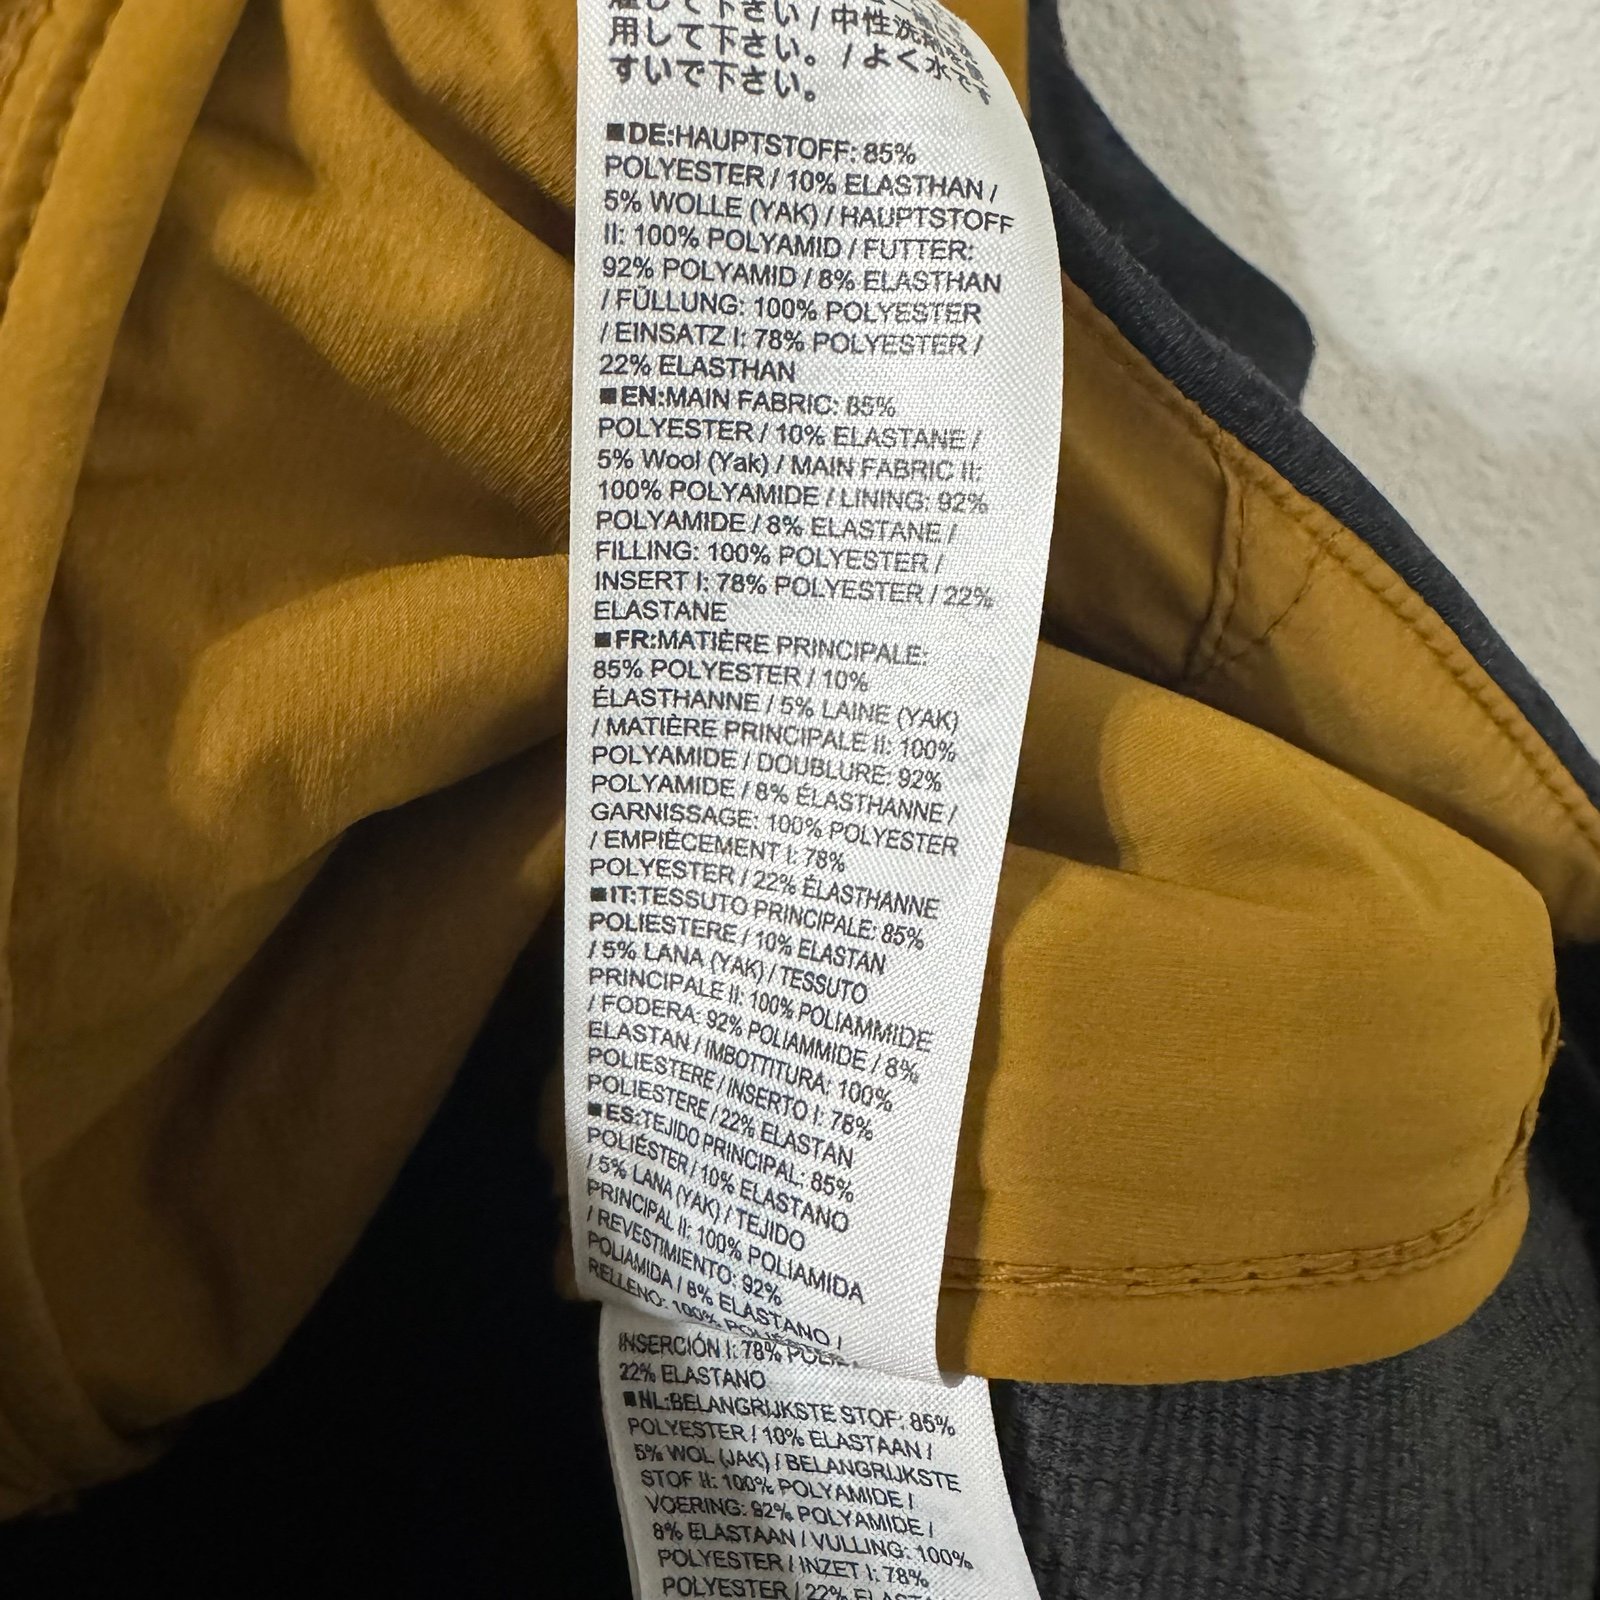 して下さい / 中性洗剤を使
用して下さい。 / よく水です
すいで下さい。
■DE:HAUPTSTOFF: 85%
POLYESTER / 10% ELASTHAN /
5% WOLLE (YAK) / HAUPTSTOFF
II: 100% POLYAMID / FUTTER:
92% POLYAMID / 8% ELASTHAN
/ FÜLLUNG: 100% POLYESTER
/ EINSATZ I: 78% POLYESTER /
22% ELASTHAN
■EN:MAIN FABRIC: 85%
POLYESTER / 10% ELASTANE /
5% Wool (Yak) / MAIN FABRIC II:
100% POLYAMIDE / LINING: 92%
POLYAMIDE / 8% ELASTANE /
FILLING: 100% POLYESTER /
INSERT I: 78% POLYESTER / 22%
ELASTANE
■FR:MATIÈRE PRINCIPALE:
85% POLYESTER / 10%
ÉLASTHANNE / 5% LAINE (YAK)
/ MATIÈRE PRINCIPALE II: 100%
POLYAMIDE / DOUBLURE: 92%
POLYAMIDE / 8% ÉLASTHANNE /
GARNISSAGE: 100% POLYESTER
/ EMPIÈCEMENT I: 78%
POLYESTER / 22% ÉLASTHANNE
■IT:TESSUTO PRINCIPALE: 85%
POLIESTERE / 10% ELASTAN
/ 5% LANA (YAK) / TESSUTO
PRINCIPALE II: 100% POLIAMMIDE
/ FODERA: 92% POLIAMMIDE / 8%
ELASTAN / IMBOTTITURA: 100%
POLIESTERE / INSERTO I: 78%
POLIESTERE / 22% ELASTAN
■ES:TEJIDO PRINCIPAL: 85%
POLIÉSTER / 10% ELASTANO
/ 5% LANA (YAK) / TEJIDO
PRINCIPAL II: 100% POLIAMIDA
/ REVESTIMIENTO: 92%
POLIAMIDA / 8% ELASTANO /
RELLENO: 100%
INSERCIÓN I: 78%
22% ELASTANO
■NL:BELANGRIJKSTE STOF: 85%
POLYESTER / 10% ELASTAAN /
5% WOL (JAK) / BELANGRIJKSTE
STOF II: 100% POLYAMIDE /
VOERING: 92% POLYAMIDE /
8% ELASTAAN / VULLING: 100%
POLYESTER / INZET I: 78%
POLYESTER / 22%